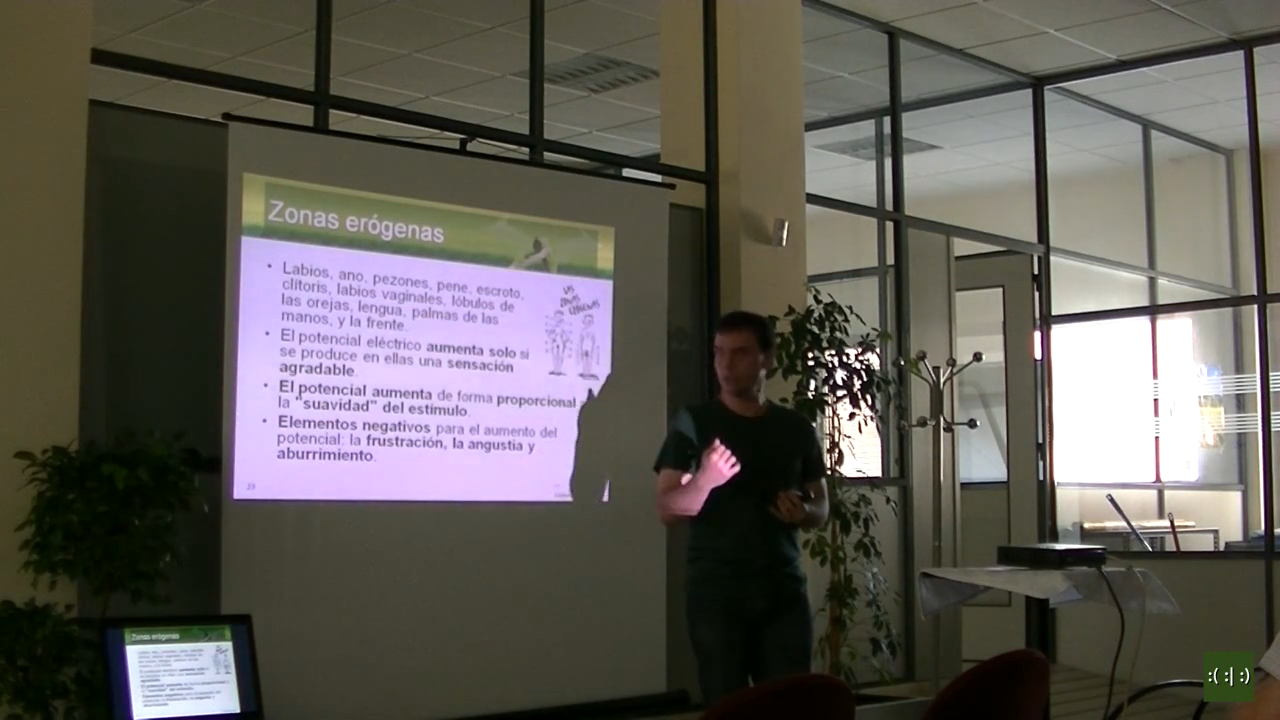 Zonas erógenas
• Labios, ano, pezones, pene, escroto,
clítoris, labios vaginales, lóbulos de
las orejas, lengua, palmas de las
manos, y la frente.
• El potencial eléctrico aumenta solo si
se produce en ellas una sensación
agradable.
• El potencial aumenta de forma proporcional a
la "suavidad" del estímulo.
• Elementos negativos para el aumento del
potencial: la frustración, la angustia y
aburrimiento.
LAS
ZONAS
ERÓGENAS
Zonas erógenas
:( :| :)